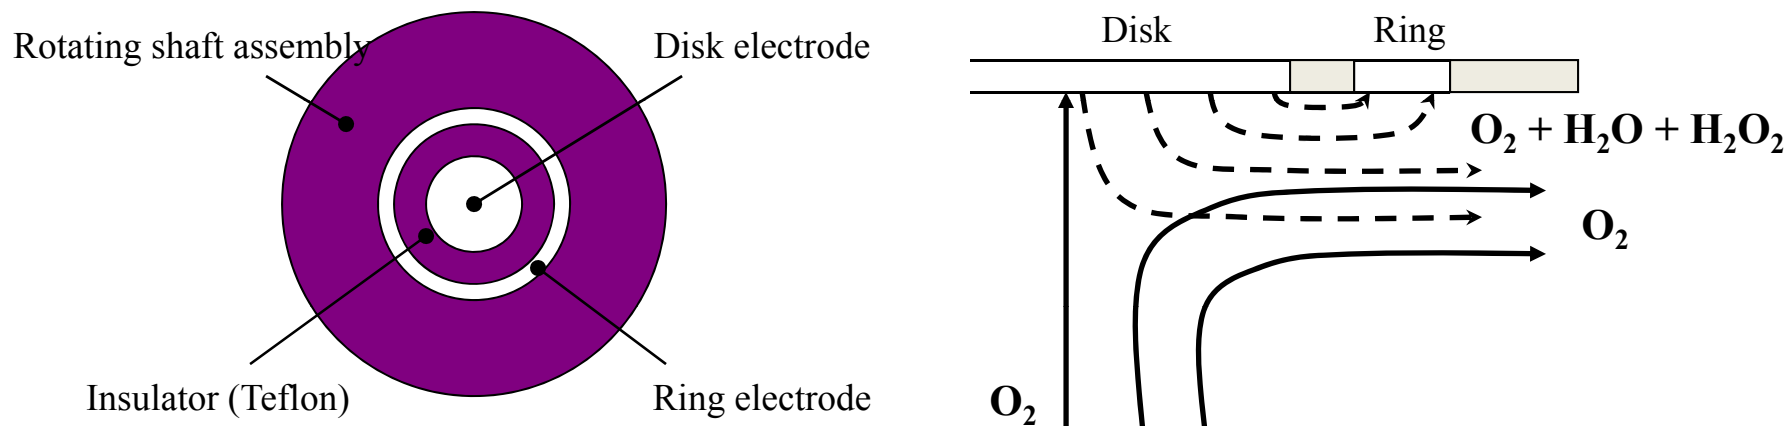 Rotating shaft assembly
Disk electrode
Insulator (Teflon)
Ring electrode
Disk
Ring
O₂ + H₂O + H₂O₂
O₂
O₂